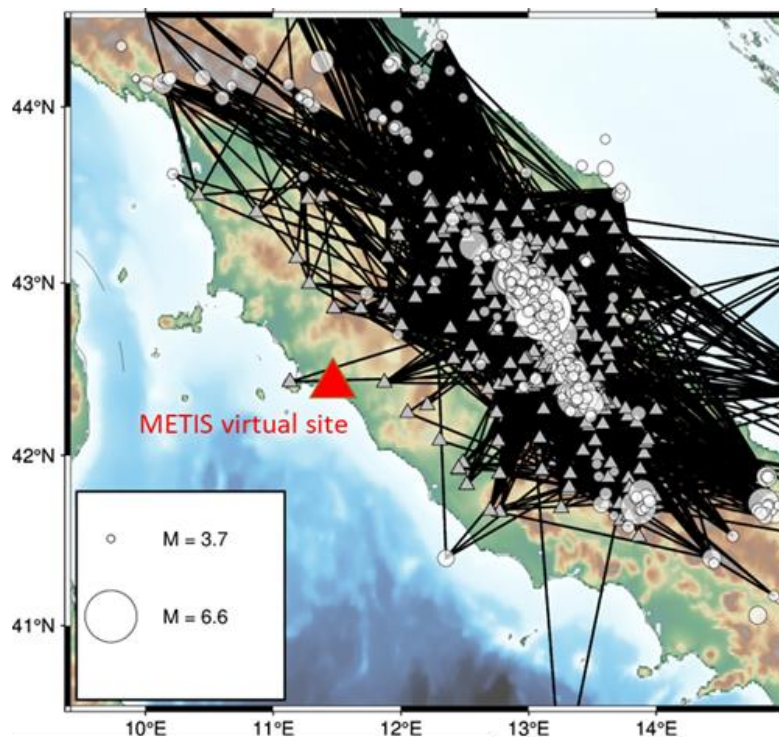 44°N
43°N
METIS virtual site
42°N
M = 3.7
M = 6.6
41°N
10°E 11°E 12°E 13°E 14°E